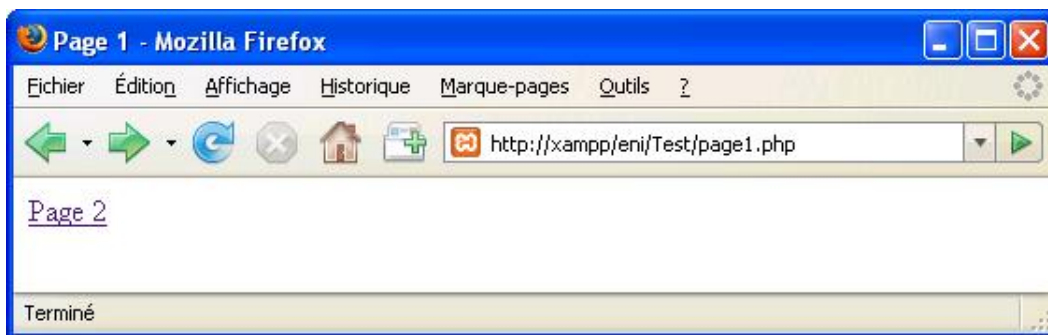 Page 1 - Mozilla Firefox
Fichier Édition Affichage Historique Marque-pages Outils ?
http://xampp/eni/Test/page1.php
Page 2
Terminé